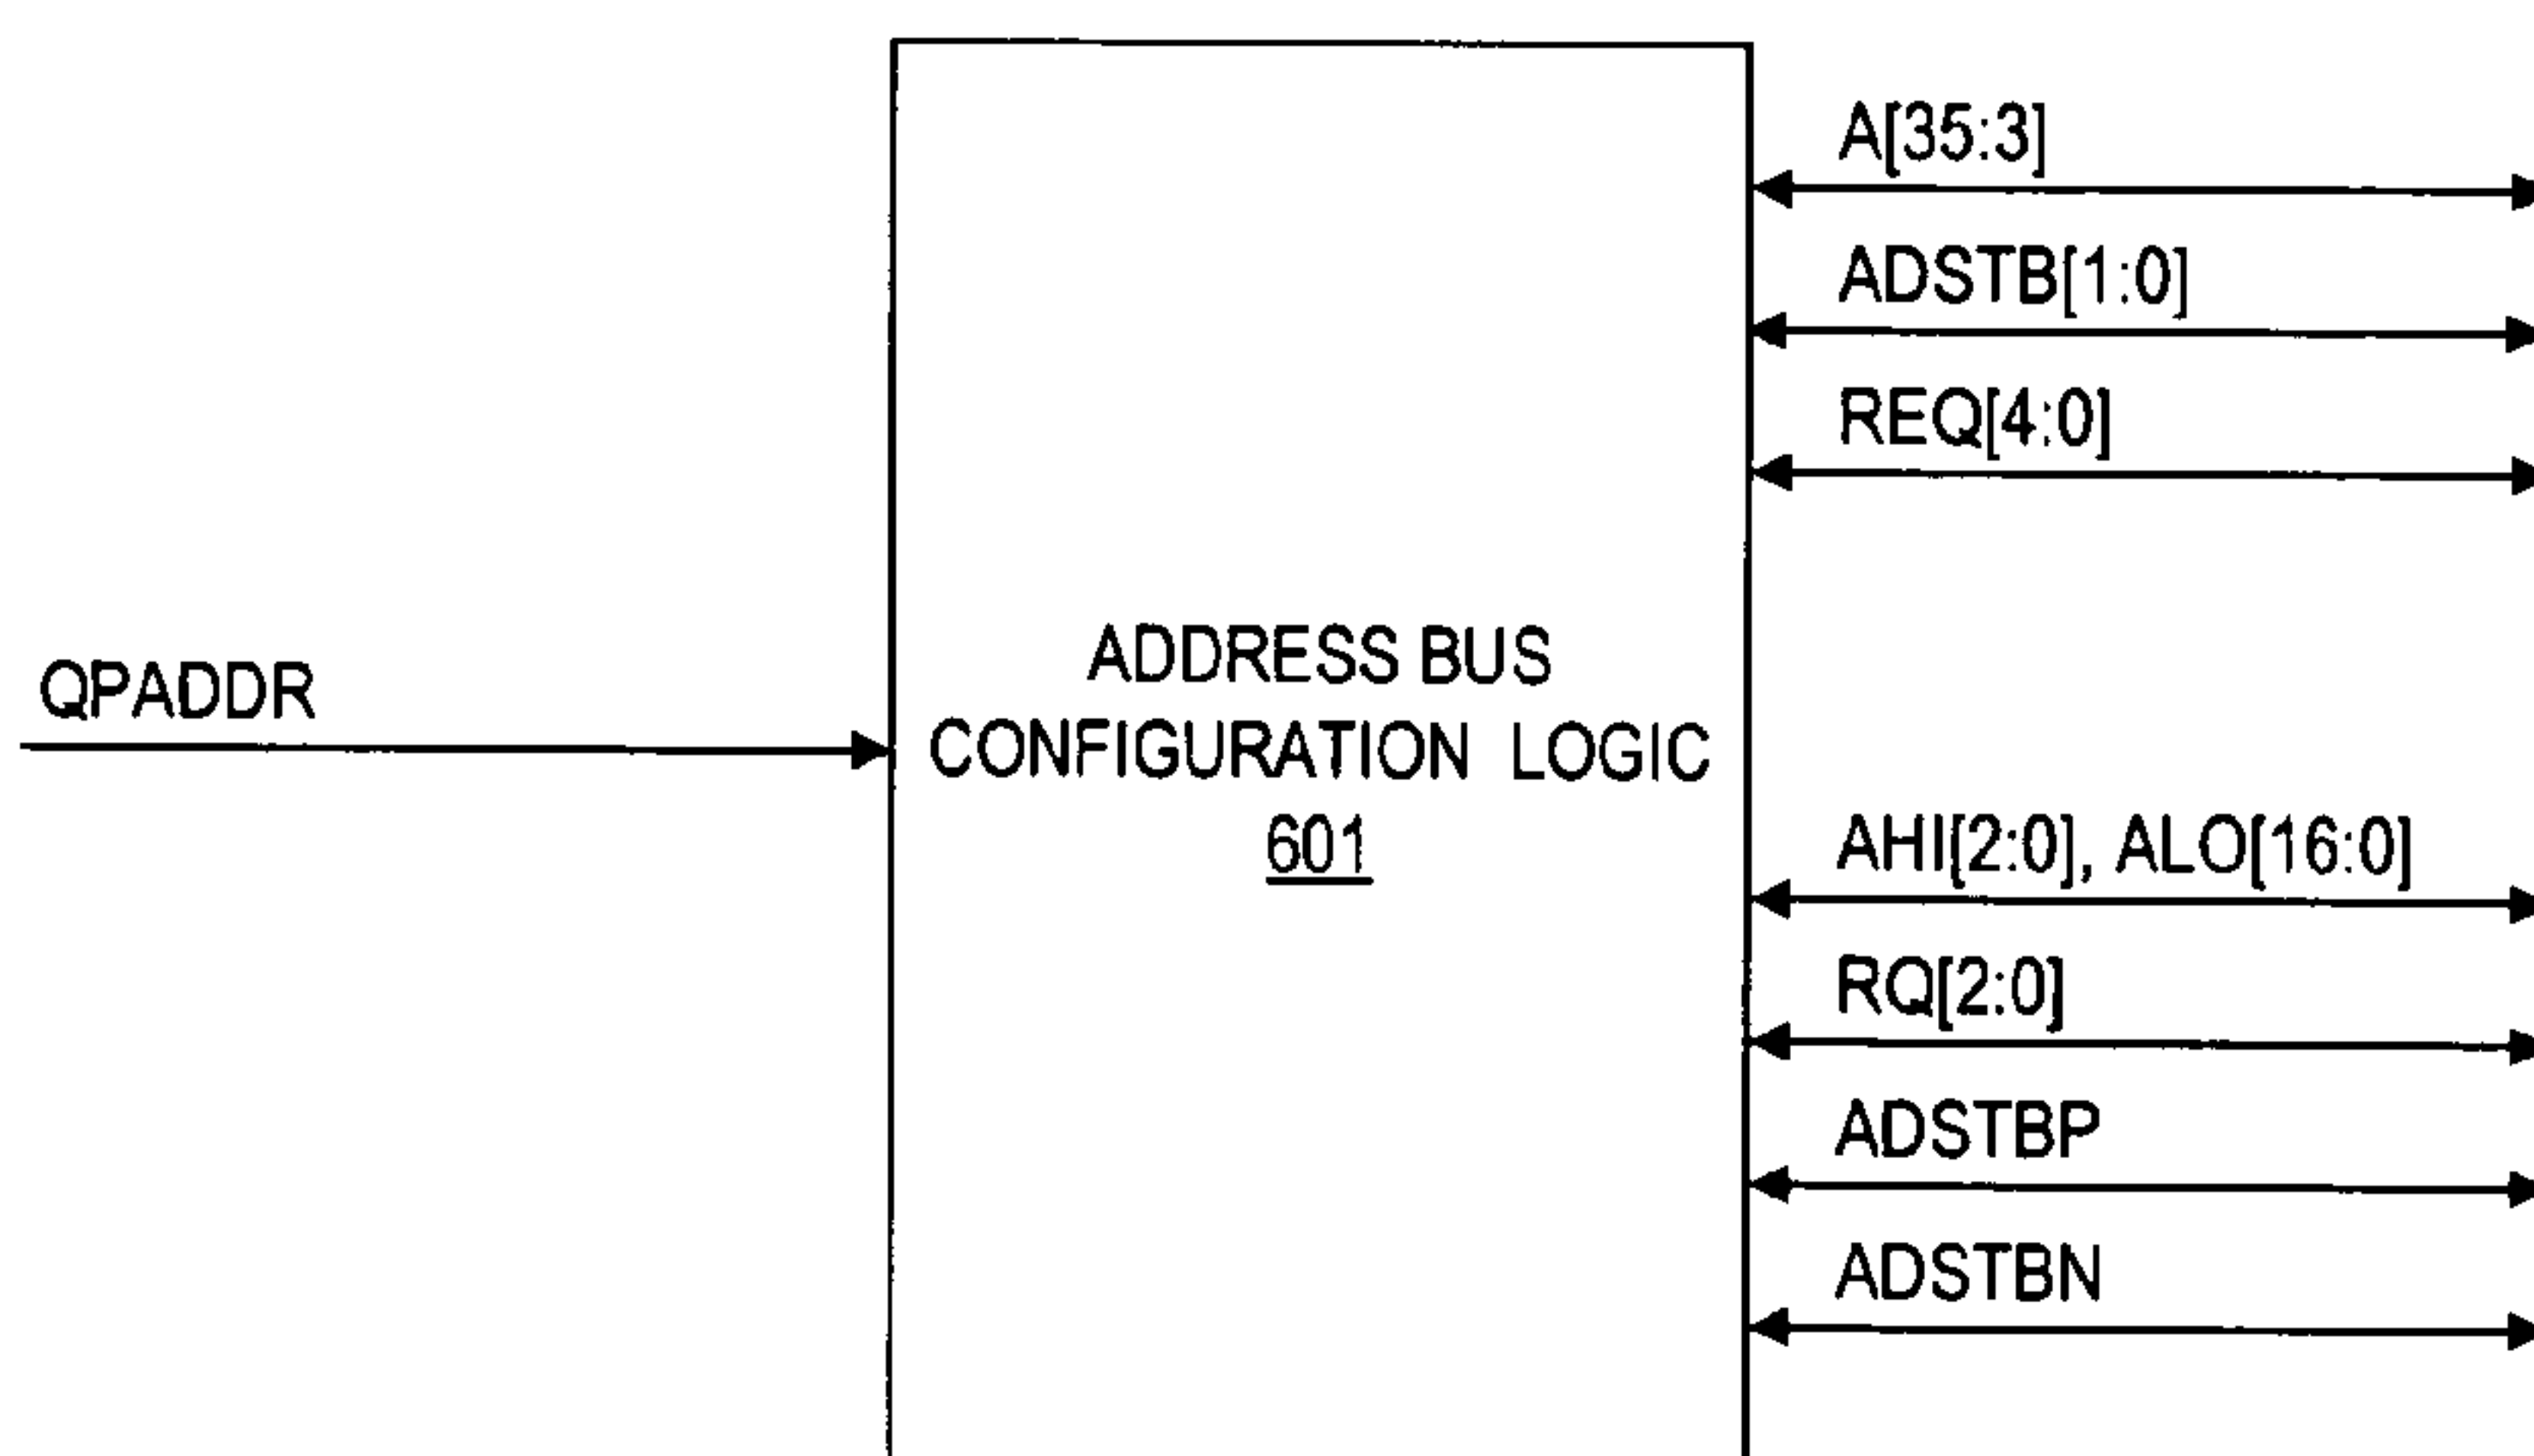 A[35:3]
ADSTB[1:0]
REQ[4:0]
QPADDR
ADDRESS BUS
CONFIGURATION LOGIC
601
AHI[2:0], ALO[16:0]
RQ[2:0]
ADSTBP
ADSTBN